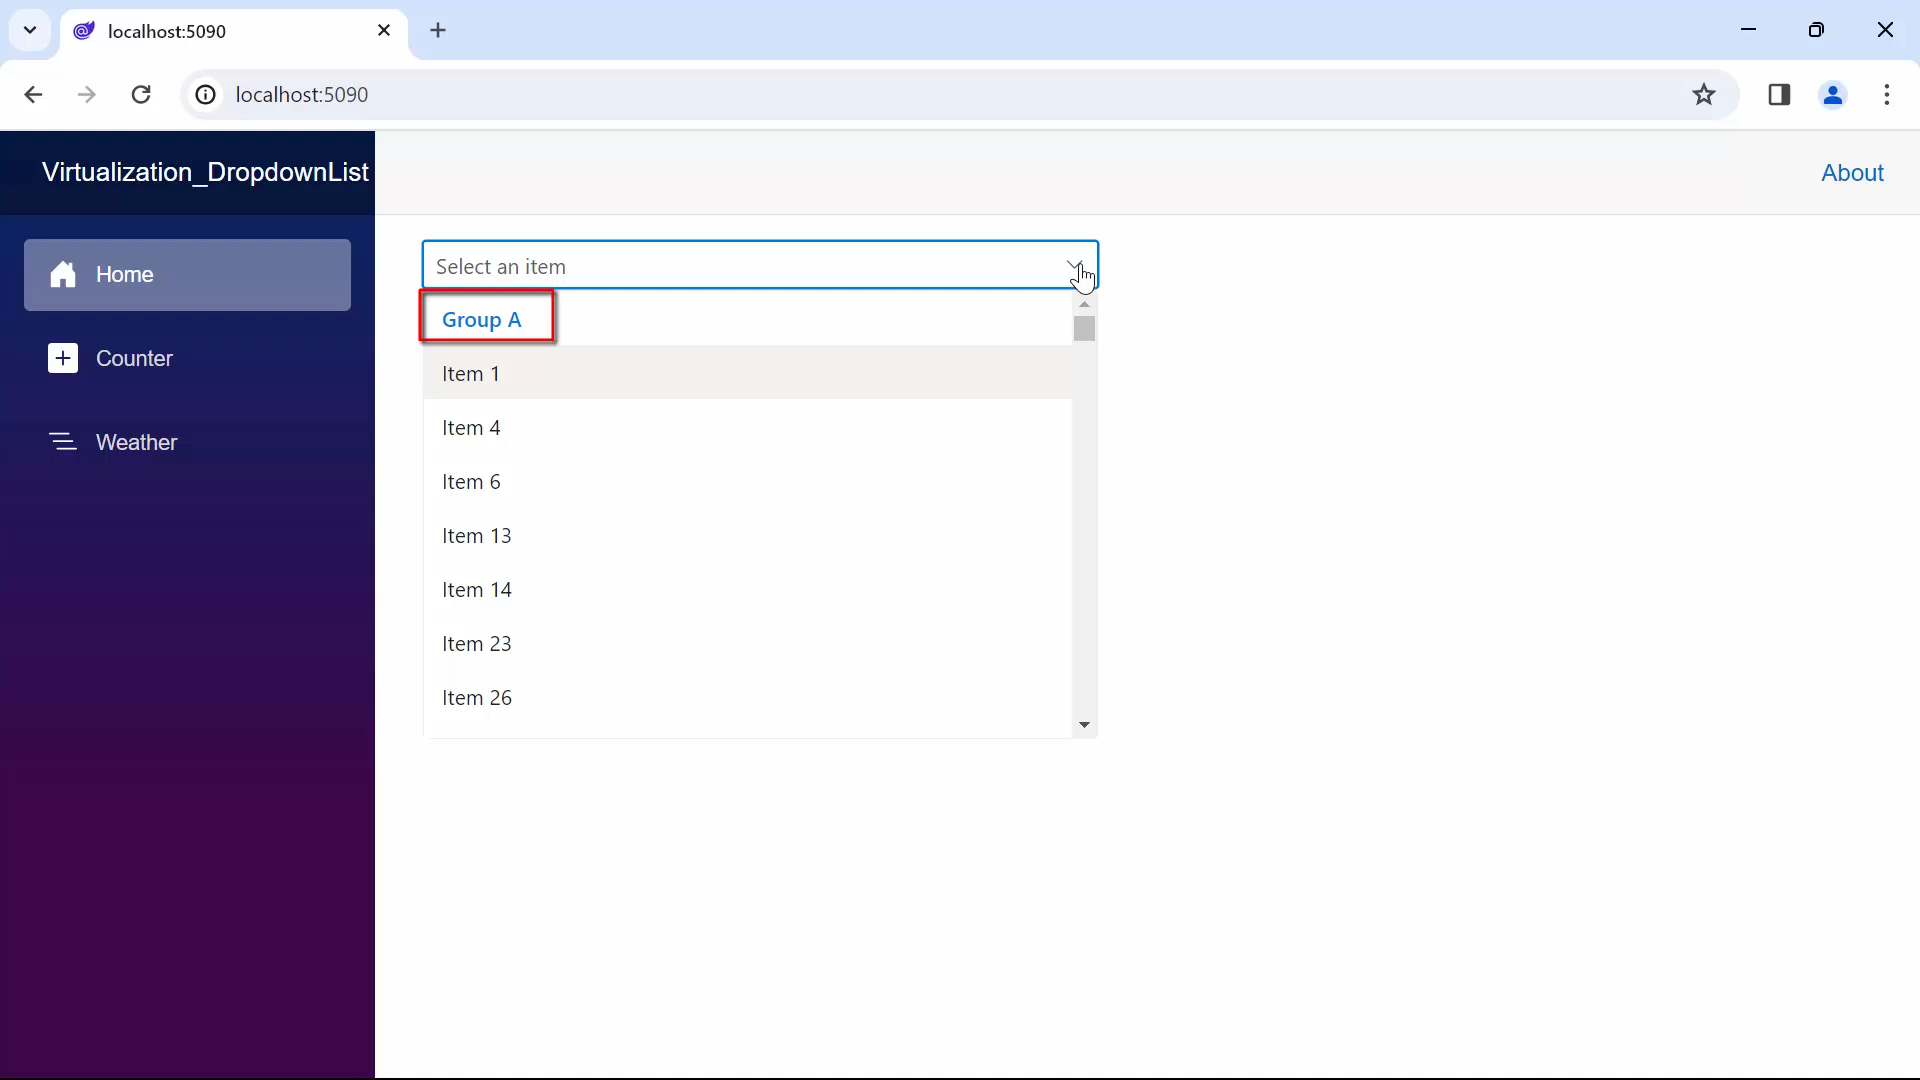 localhost:5090
localhost:5090
Virtualization_DropdownList
About
Home
Counter
Weather
Select an item
Group A
Item 1
Item 4
Item 6
Item 13
Item 14
Item 23
Item 26